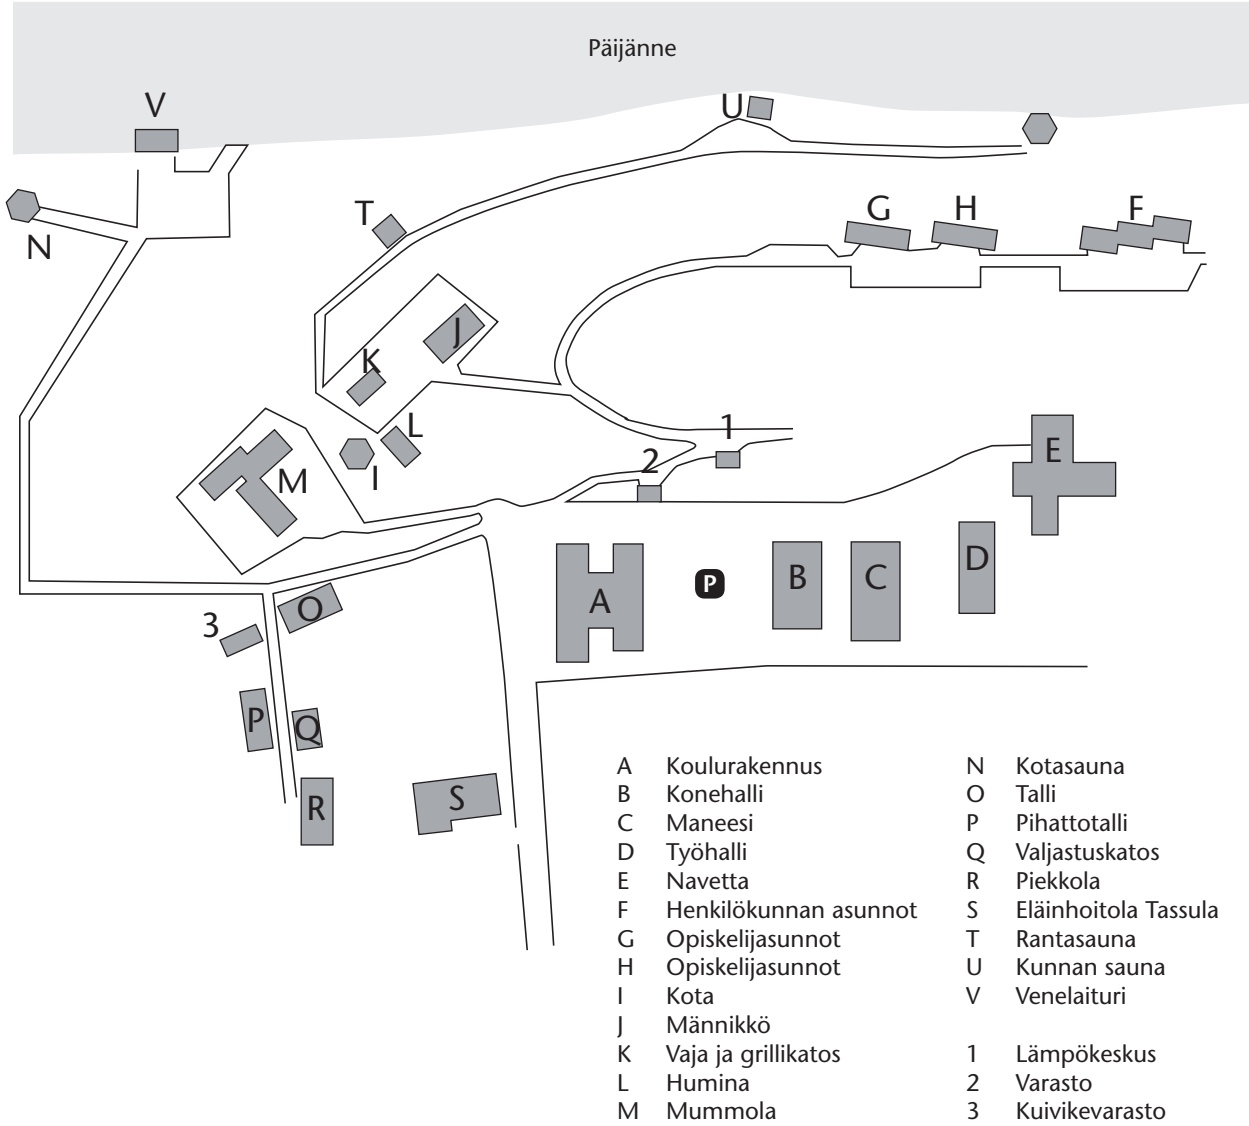 Päijänne
V
U
N
T
G
H
F
J
K
L
I
M
1
2
E
A
P
B
C
D
O
3
P
Q
R
S
A Koulurakennus
B Konehalli
C Maneesi
D Työhalli
E Navetta
F Henkilökunnan asunnot
G Opiskelijasunnot
H Opiskelijasunnot
I Kota
J Männikkö
K Vaja ja grillikatos
L Humina
M Mummola
N Kotasauna
O Talli
P Pihattotalli
Q Valjastuskatos
R Piekkola
S Eläinhoitola Tassula
T Rantasauna
U Kunnan sauna
V Venelaituri
1 Lämpökeskus
2 Varasto
3 Kuivikevarasto